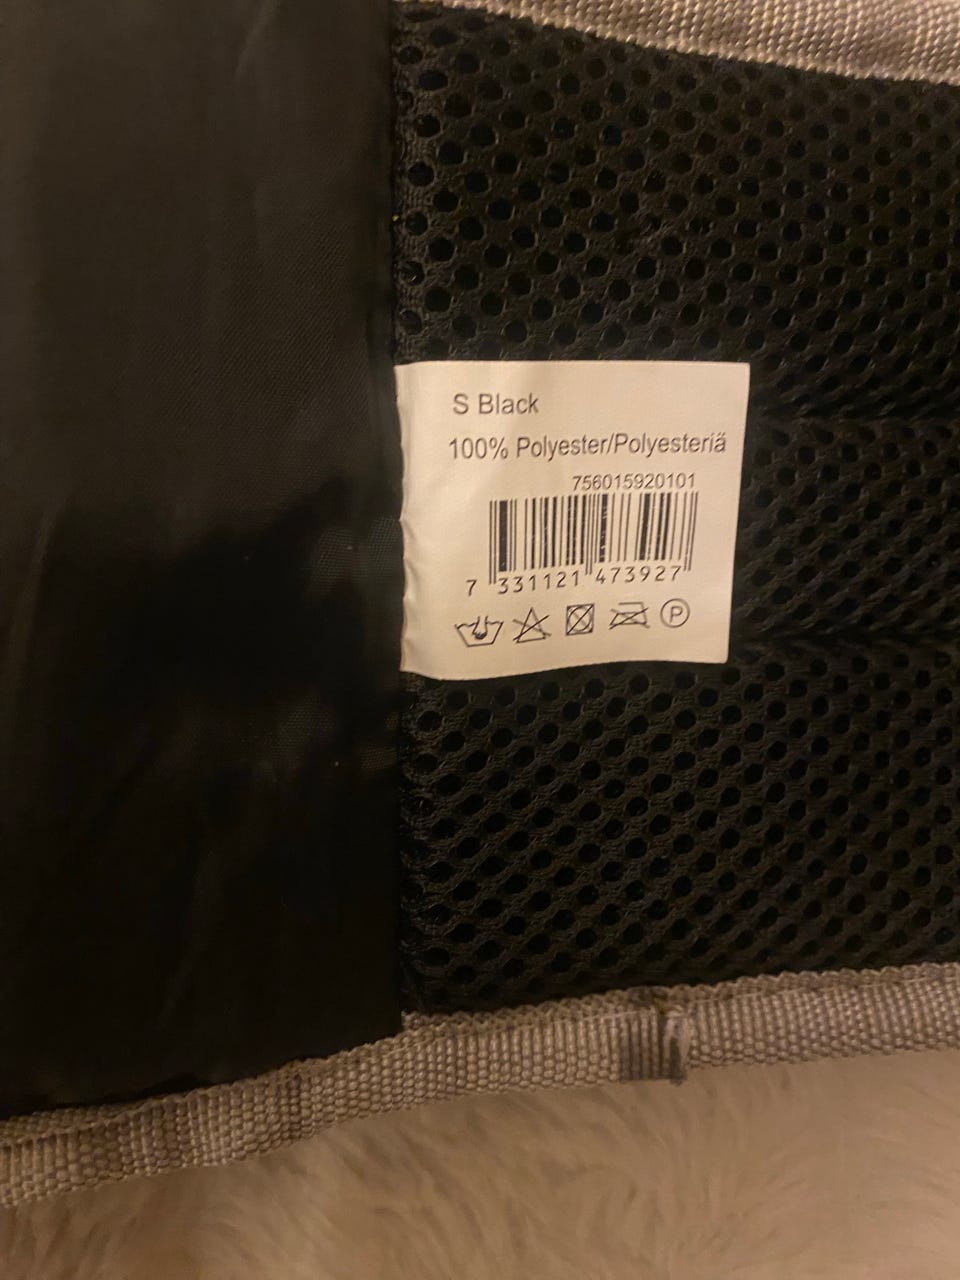 S Black
100% Polyester/Polyesteriä
756015920101
7 331121 473927
P